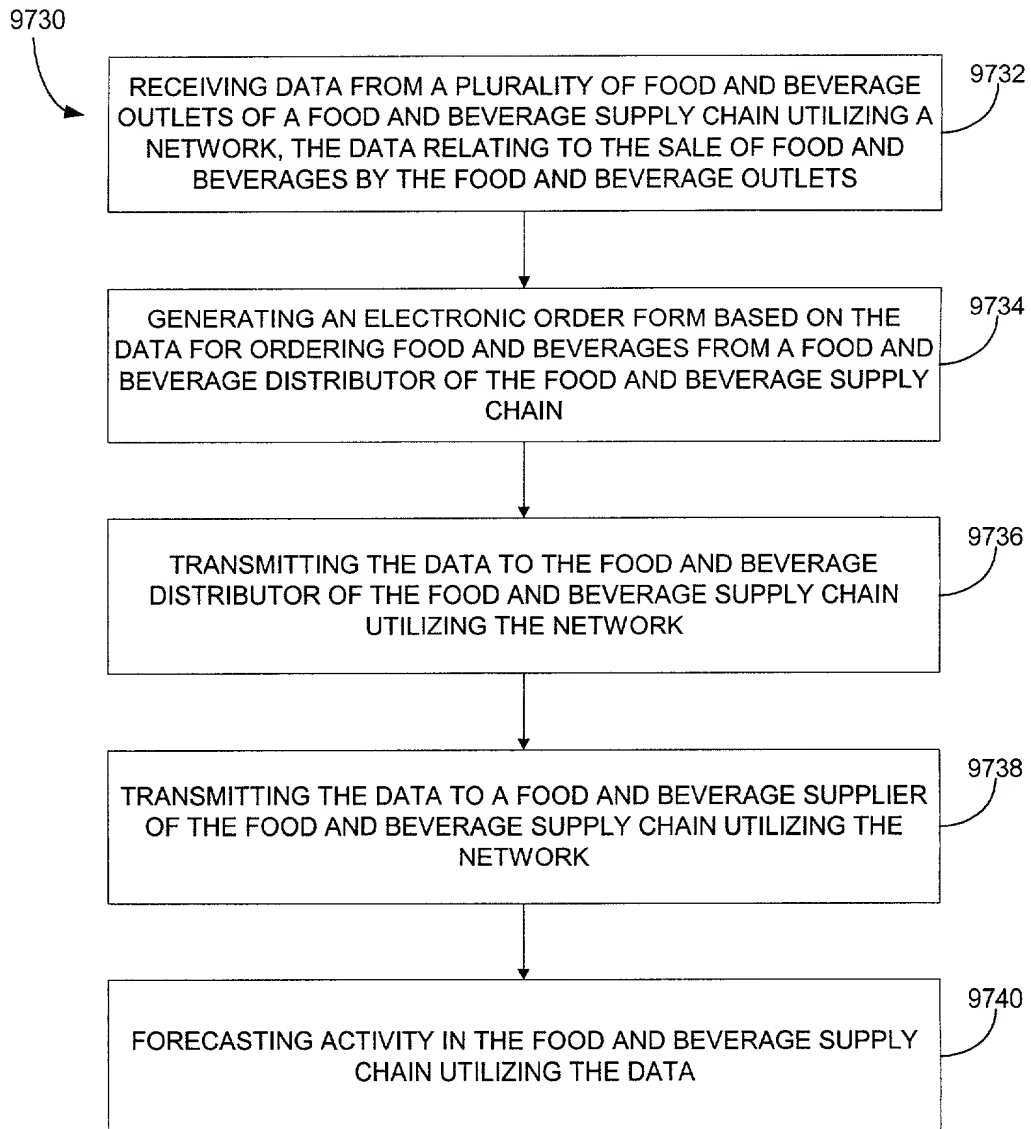 9730
RECEIVING DATA FROM A PLURALITY OF FOOD AND BEVERAGE
OUTLETS OF A FOOD AND BEVERAGE SUPPLY CHAIN UTILIZING A
NETWORK, THE DATA RELATING TO THE SALE OF FOOD AND
BEVERAGES BY THE FOOD AND BEVERAGE OUTLETS
9732
GENERATING AN ELECTRONIC ORDER FORM BASED ON THE
DATA FOR ORDERING FOOD AND BEVERAGES FROM A FOOD AND
BEVERAGE DISTRIBUTOR OF THE FOOD AND BEVERAGE SUPPLY
CHAIN
9734
TRANSMITTING THE DATA TO THE FOOD AND BEVERAGE
DISTRIBUTOR OF THE FOOD AND BEVERAGE SUPPLY CHAIN
UTILIZING THE NETWORK
9736
TRANSMITTING THE DATA TO A FOOD AND BEVERAGE SUPPLIER
OF THE FOOD AND BEVERAGE SUPPLY CHAIN UTILIZING THE
NETWORK
9738
FORECASTING ACTIVITY IN THE FOOD AND BEVERAGE SUPPLY
CHAIN UTILIZING THE DATA
9740